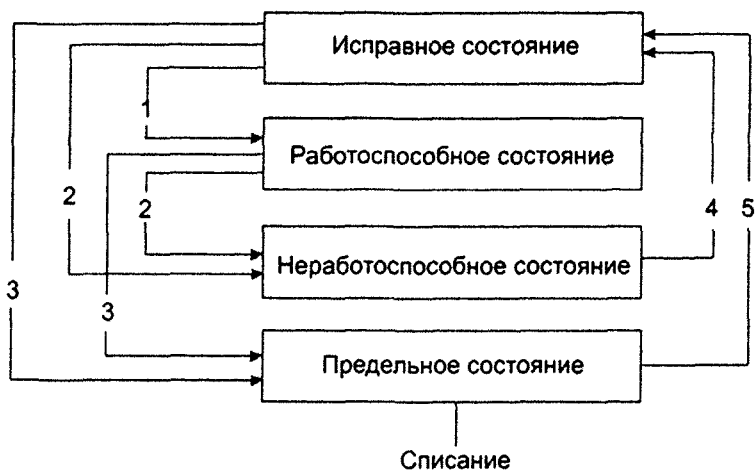 Исправное состояние
1
Работоспособное состояние
2
2
4
5
Неработоспособное состояние
3
3
Предельное состояние
Списание